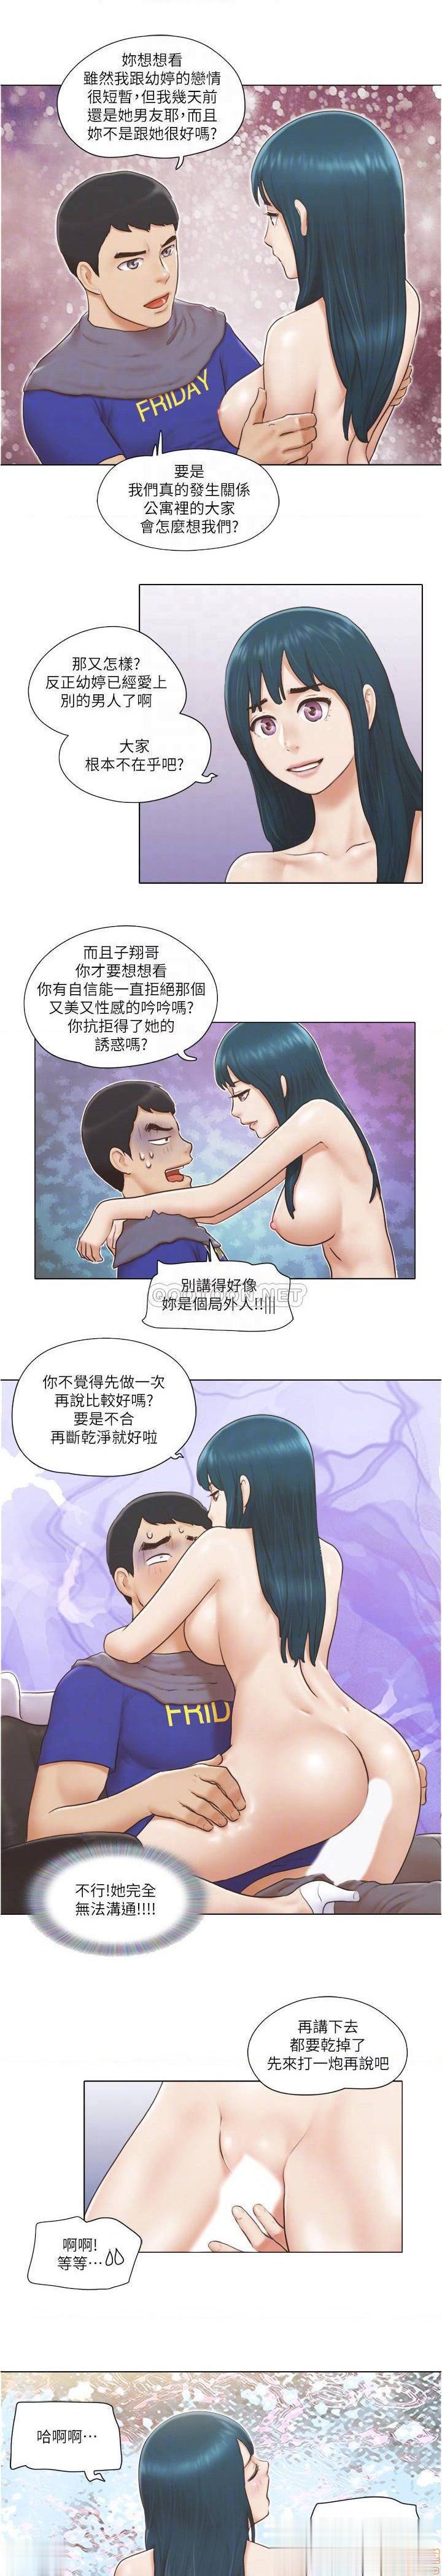 妳想想看
雖然我跟幼婷的戀情
很短暫，但我幾天前
還是她男友耶，而且
妳不是跟她很好嗎?
FRIDAY
要是
我們真的發生關係
公寓裡的大家
會怎麼想我們?
那又怎樣?
反正幼婷已經愛上
別的男人了啊
大家
根本不在乎吧?
而且子翔哥
你才要想想看
你有自信能一直拒絕那個
又美又性感的吟吟嗎?
你抗拒得了她的
誘惑嗎?
別講得好像
妳是個局外人!!|||
你不覺得先做一次
再說比較好嗎?
要是不合
再斷乾淨就好啦
FRID
不行!她完全
無法溝通!!!!
再講下去
都要乾掉了
先來打一炮再說吧
啊啊!
等等…
哈啊啊…